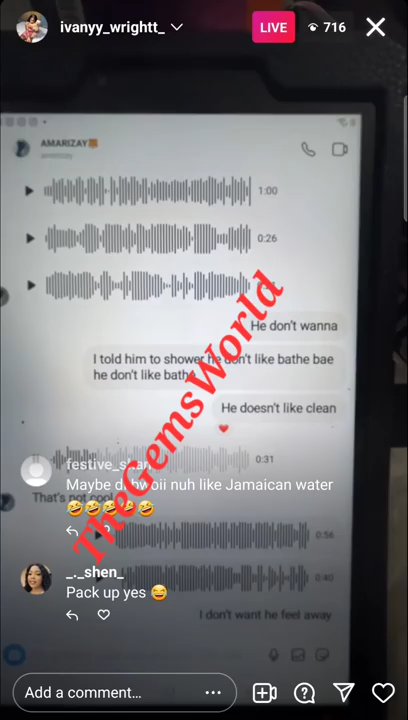 ivanyy_wrightt_
LIVE
716
AMARIZAY
amarizay
1:00
0:26
He don't wanna
I told him to shower he don't like bathe bae
he don't like bathe
He doesn't like clean
0:31
festive_shan
Maybe di bwoii nuh like Jamaican water
That's not cool
0:56
_._shen_
0:40
Pack up yes
I don't want he feel away
Add a comment...
TheGemsWorld